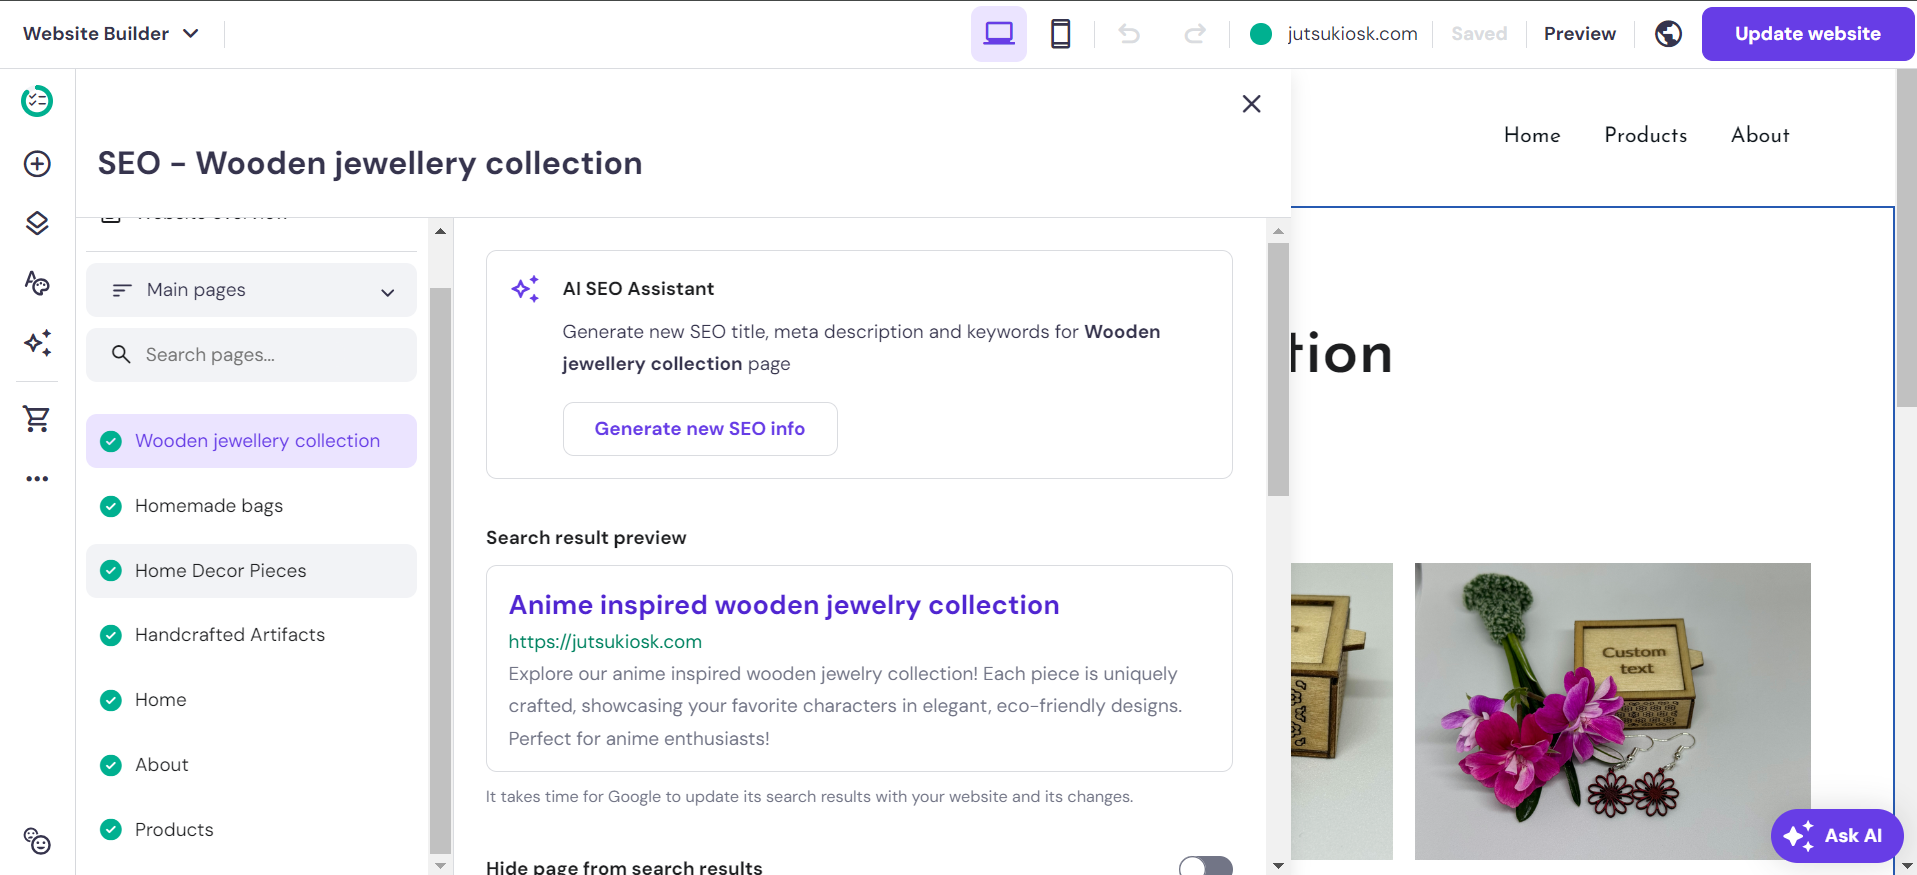 Website Builder
jutsukiosk.com
Saved
Preview
Update website
SEO - Wooden jewellery collection
Website overview
Main pages
Search pages...
Wooden jewellery collection
Homemade bags
Home Decor Pieces
Handcrafted Artifacts
Home
About
Products
AI SEO Assistant
Generate new SEO title, meta description and keywords for Wooden
jewellery collection page
Generate new SEO info
Search result preview
Anime inspired wooden jewelry collection
https://jutsukiosk.com
Explore our anime inspired wooden jewelry collection! Each piece is uniquely
crafted, showcasing your favorite characters in elegant, eco-friendly designs.
Perfect for anime enthusiasts!
It takes time for Google to update its search results with your website and its changes.
Hide page from search results
Home
Products
About
tion
Custom
text
Ask AI